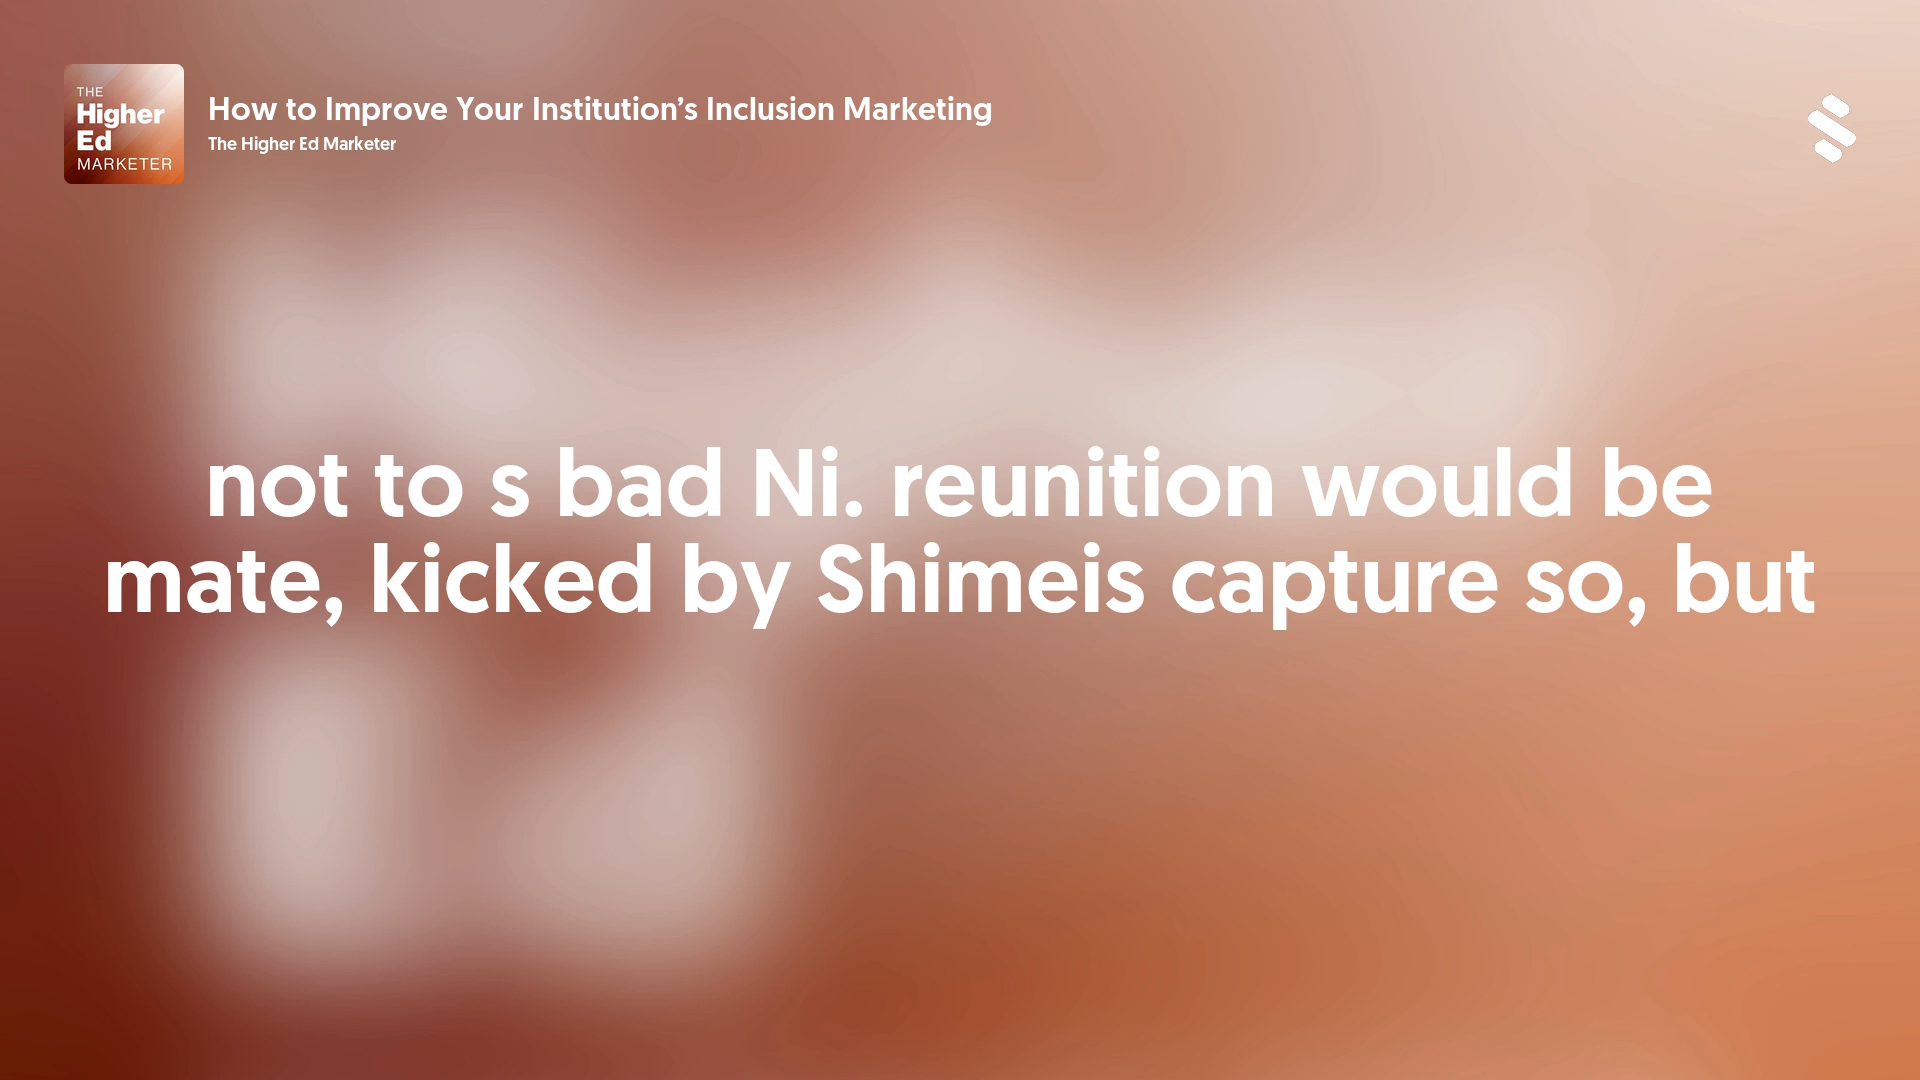 THE
Higher
Ed
MARKETER
How to Improve Your Institution’s Inclusion Marketing
The Higher Ed Marketer
not to s bad Ni. reunition would be
mate, kicked by Shimeis capture so, but